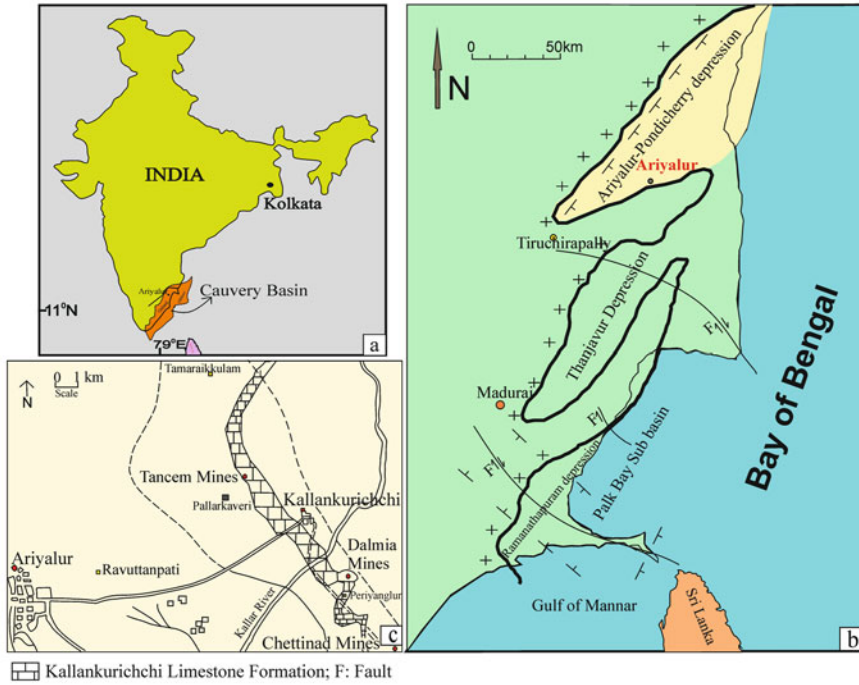 INDIA
Kolkata
Ariyalur
Cauvery Basin
11°N
79°E
a
0 50km
N
Ariyalur-Pondicherry depression
Ariyalur
Tiruchirapally
Thanjavur Depression
F
Madurai
F
F
Ramanathapuram depression
Palk Bay Sub basin
Bay of Bengal
Gulf of Mannar
Sri Lanka
b
0 1 km
Scale
N
Tamaraikkulam
Tancem Mines
Pallarkaveri
Kallankurichchi
Ariyalur
Ravuttanpati
Dalmia
Mines
Periyanglur
Kallar River
Chettinad Mines
c
Kallankurichchi Limestone Formation; F: Fault